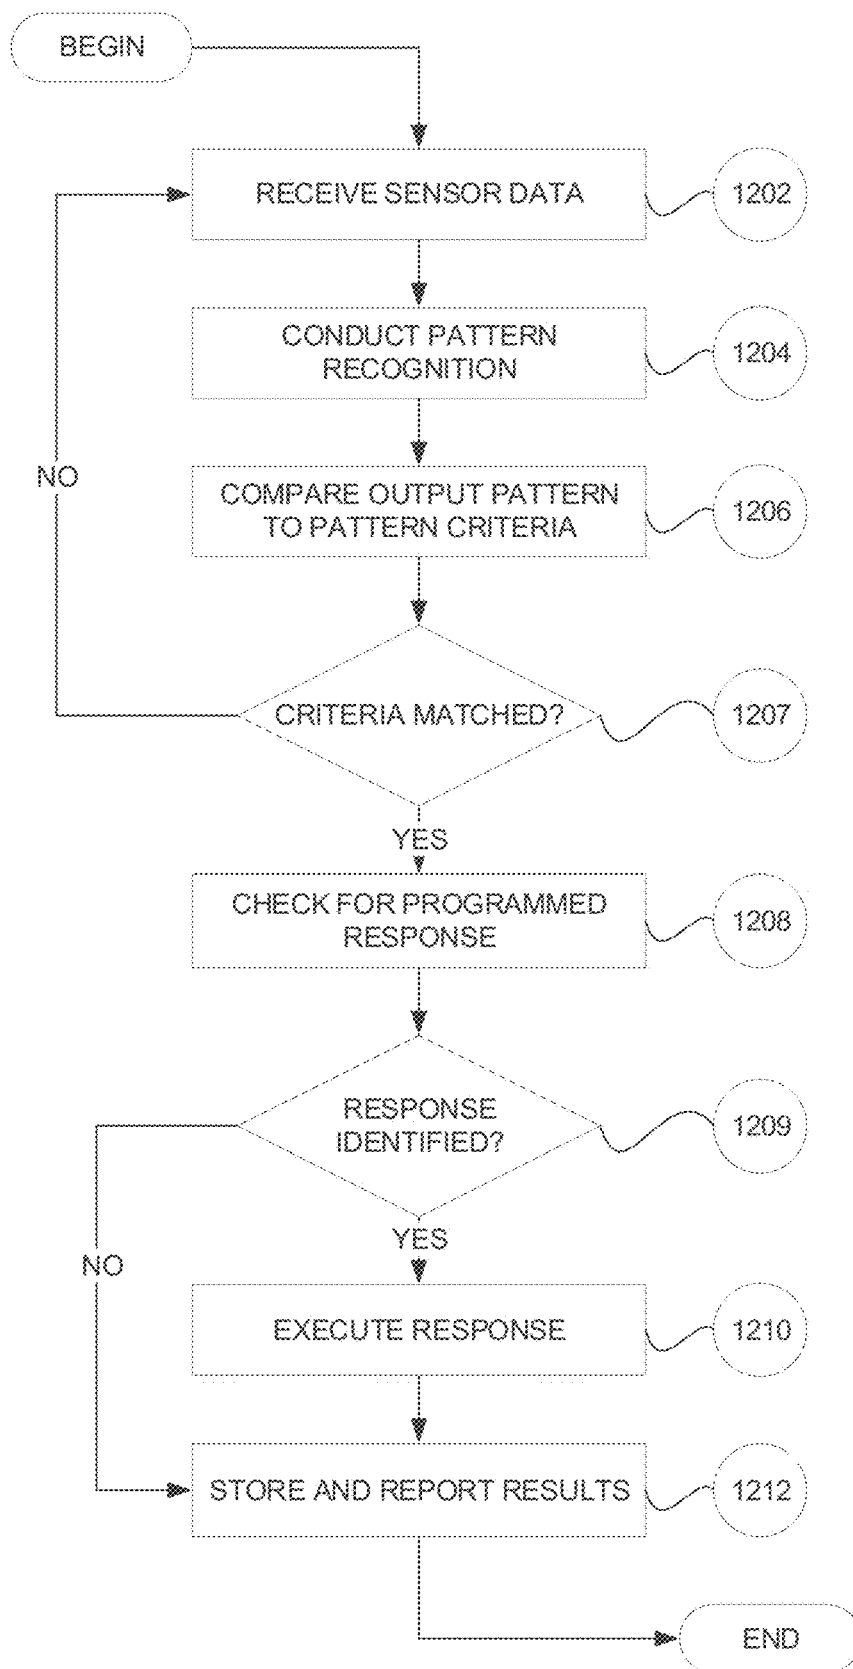 BEGIN
RECEIVE SENSOR DATA
1202
CONDUCT PATTERN
RECOGNITION
1204
COMPARE OUTPUT PATTERN
TO PATTERN CRITERIA
1206
NO
CRITERIA MATCHED?
1207
YES
CHECK FOR PROGRAMMED
RESPONSE
1208
RESPONSE
IDENTIFIED?
1209
YES
NO
EXECUTE RESPONSE
1210
STORE AND REPORT RESULTS
1212
END